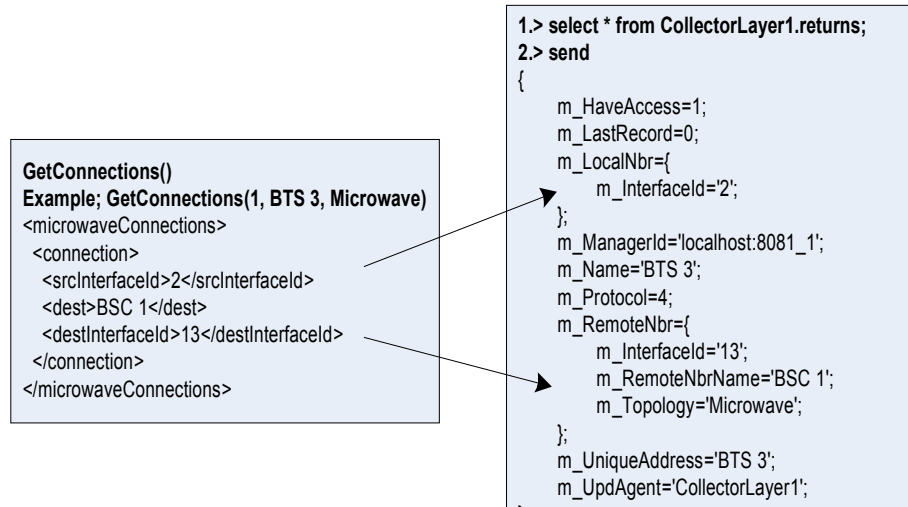 GetConnections()
Example; GetConnections(1, BTS 3, Microwave)
<microwaveConnections>
<connection>
<srcInterfaceId>2</srcInterfaceId>
<dest>BSC 1</dest>
<destInterfaceId>13</destInterfaceId>
</connection>
</microwaveConnections>
1.> select * from CollectorLayer1.returns;
2.> send
{
m_HaveAccess=1;
m_LastRecord=0;
m_LocalNbr={
m_InterfaceId='2';
};
m_ManagerId='localhost:8081_1';
m_Name='BTS 3';
m_Protocol=4;
m_RemoteNbr={
m_InterfaceId='13';
m_RemoteNbrName='BSC 1';
m_Topology='Microwave';
};
m_UniqueAddress='BTS 3';
m_UpdAgent='CollectorLayer1';